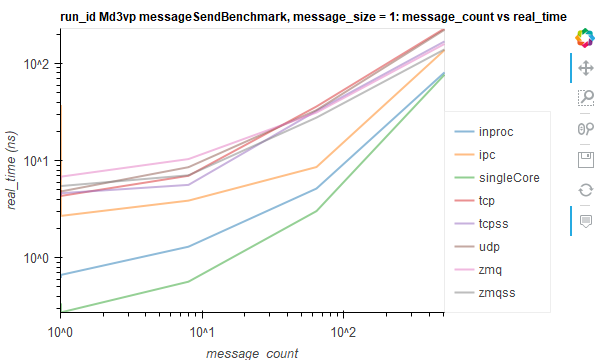 run_id Md3vp messageSendBenchmark, message_size = 1: message_count vs real_time
real_time (ns)
10^2
10^1
10^0
10^0
10^1
10^2
message_count
inproc
ipc
singleCore
tcp
tcpss
udp
zmq
zmqss